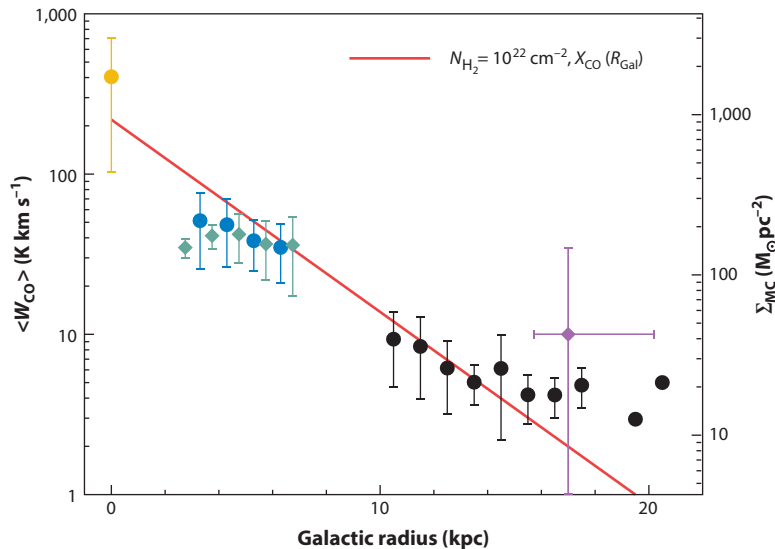 1,000
100
10
1
<W_CO> (K km s⁻¹)
N_H₂ = 10²² cm⁻², X_CO (R_Gal)
1,000
100
10
Σ_MC (M⊙pc⁻²)
0
10
20
Galactic radius (kpc)